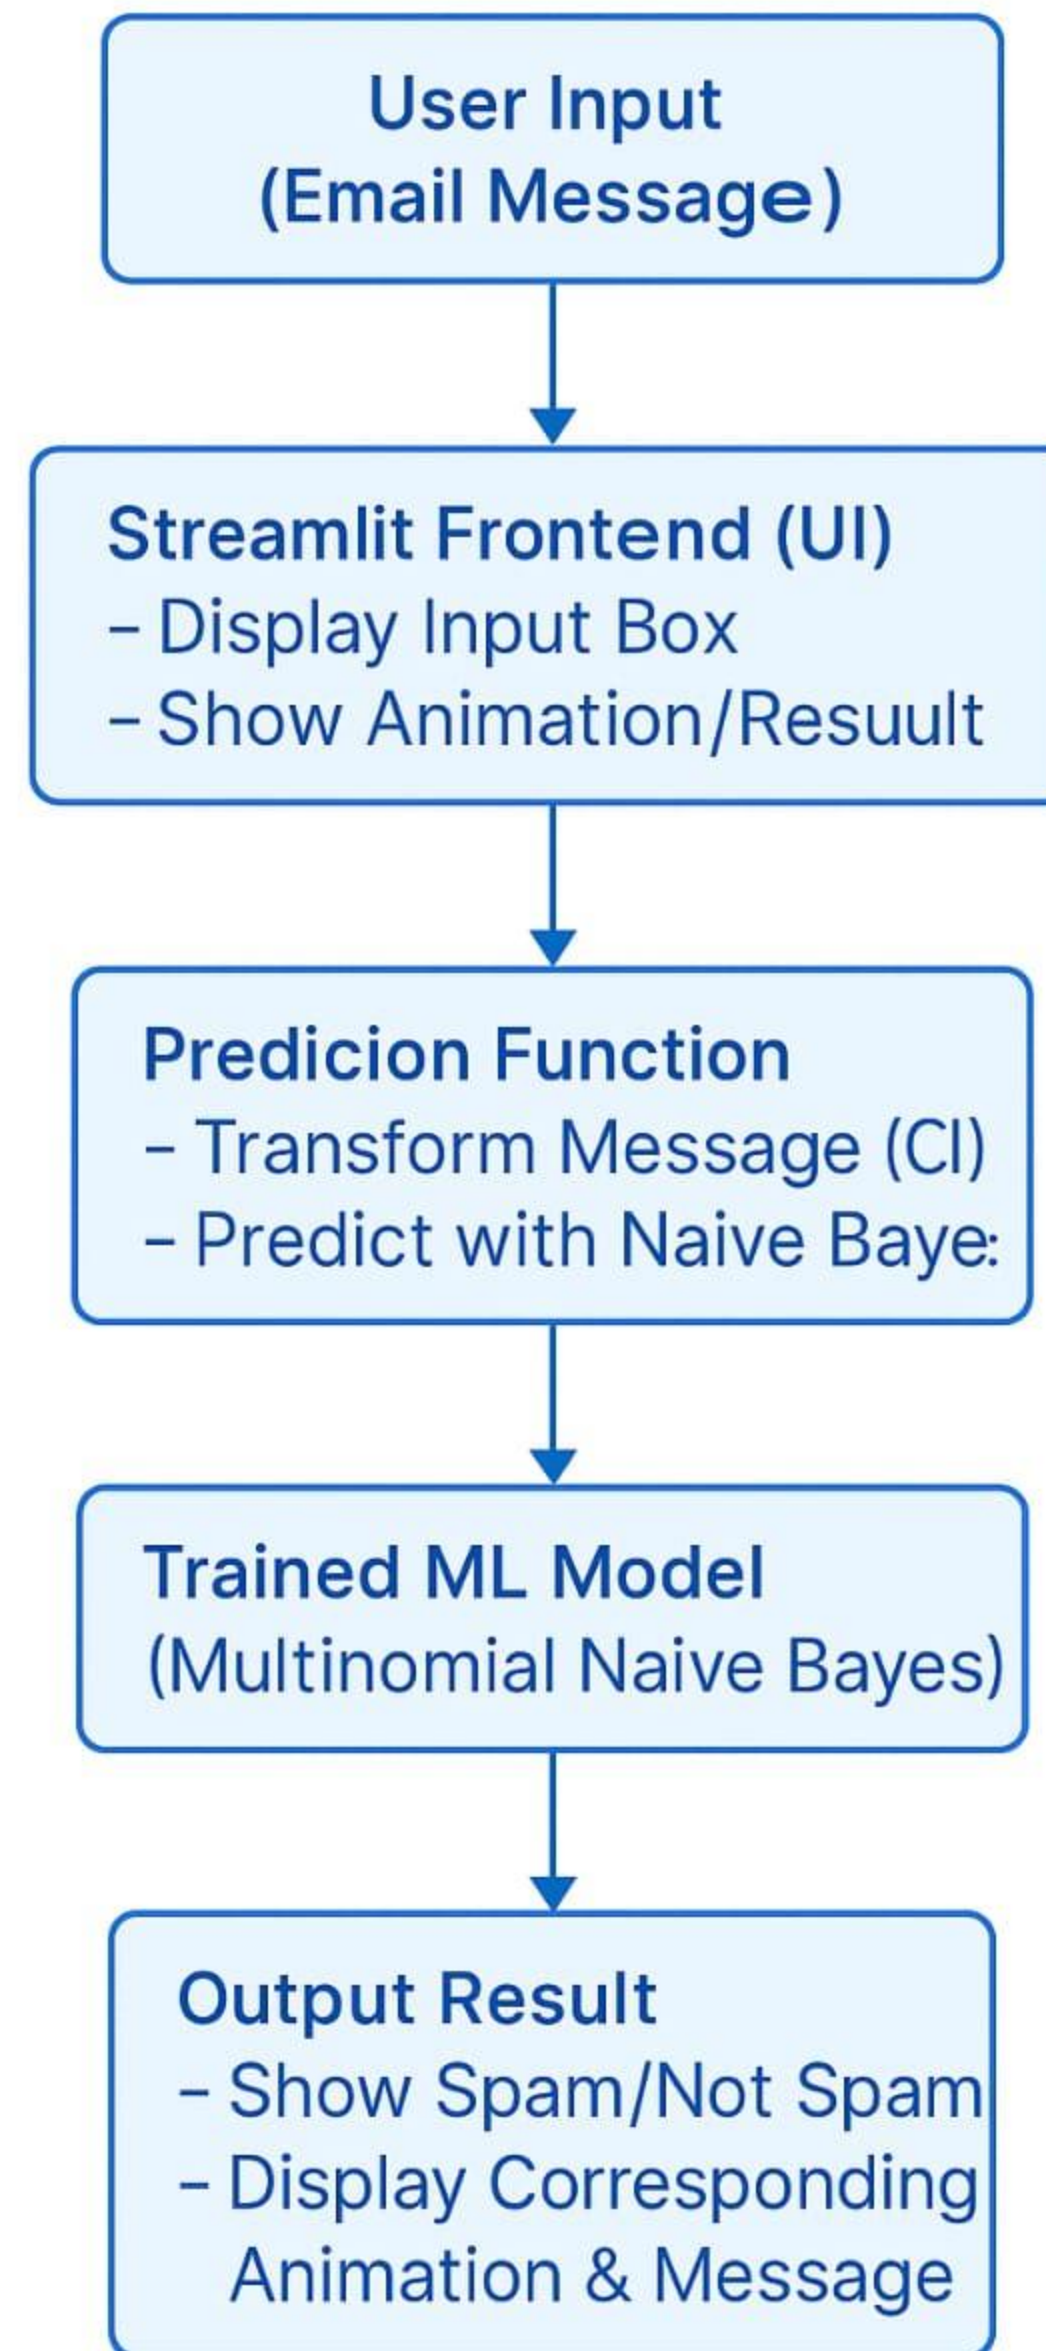 User Input
(Email Message)
Streamlit Frontend (UI)
– Display Input Box
– Show Animation/Resuult
Predicion Function
– Transform Message (CI)
– Predict with Naive Baye:
Trained ML Model
(Multinomial Naive Bayes)
Output Result
– Show Spam/Not Spam
– Display Corresponding
Animation & Message